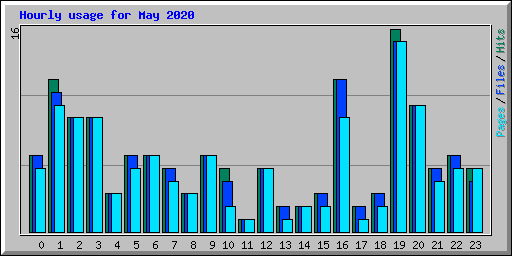 Hourly usage for May 2020
16
Pages / Files / Hits
0 1 2 3 4 5 6 7 8 9 10 11 12 13 14 15 16 17 18 19 20 21 22 23